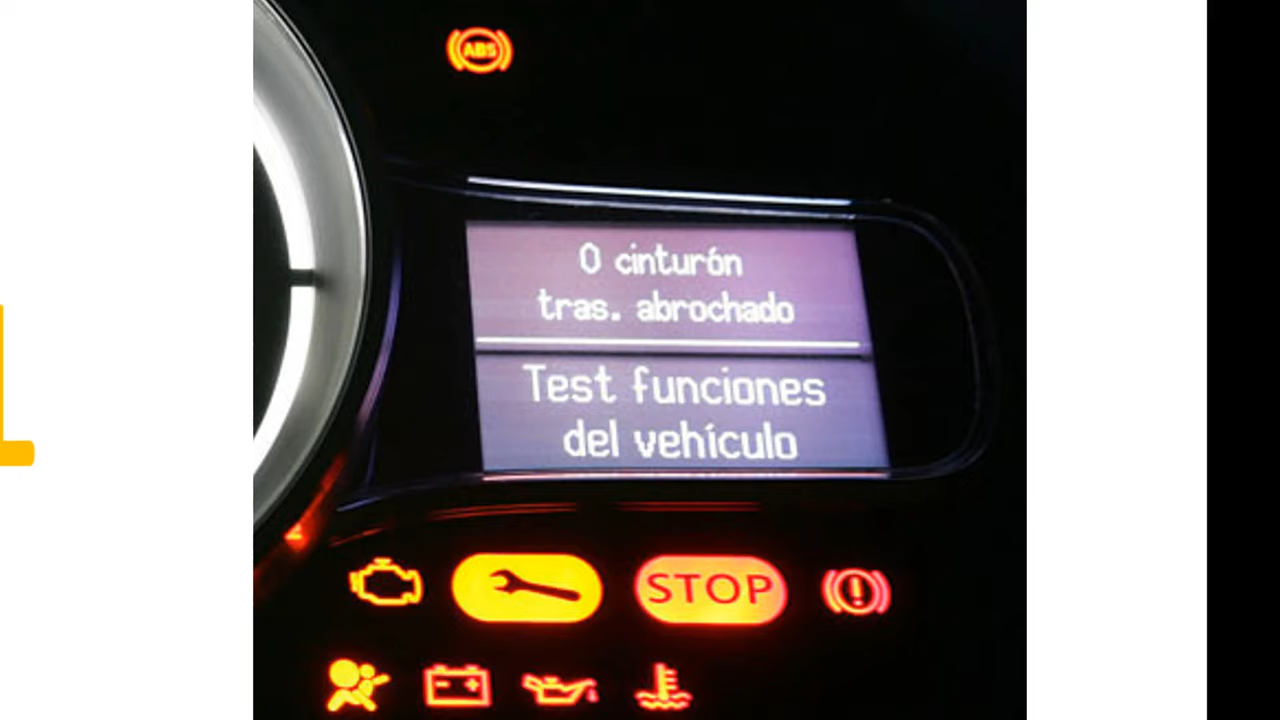 ABS
0 cinturón
tras. abrochado
Test funciones
del vehículo
STOP